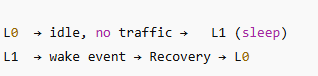 L0 → idle, no traffic → L1 (sleep)
L1 → wake event → Recovery → L0